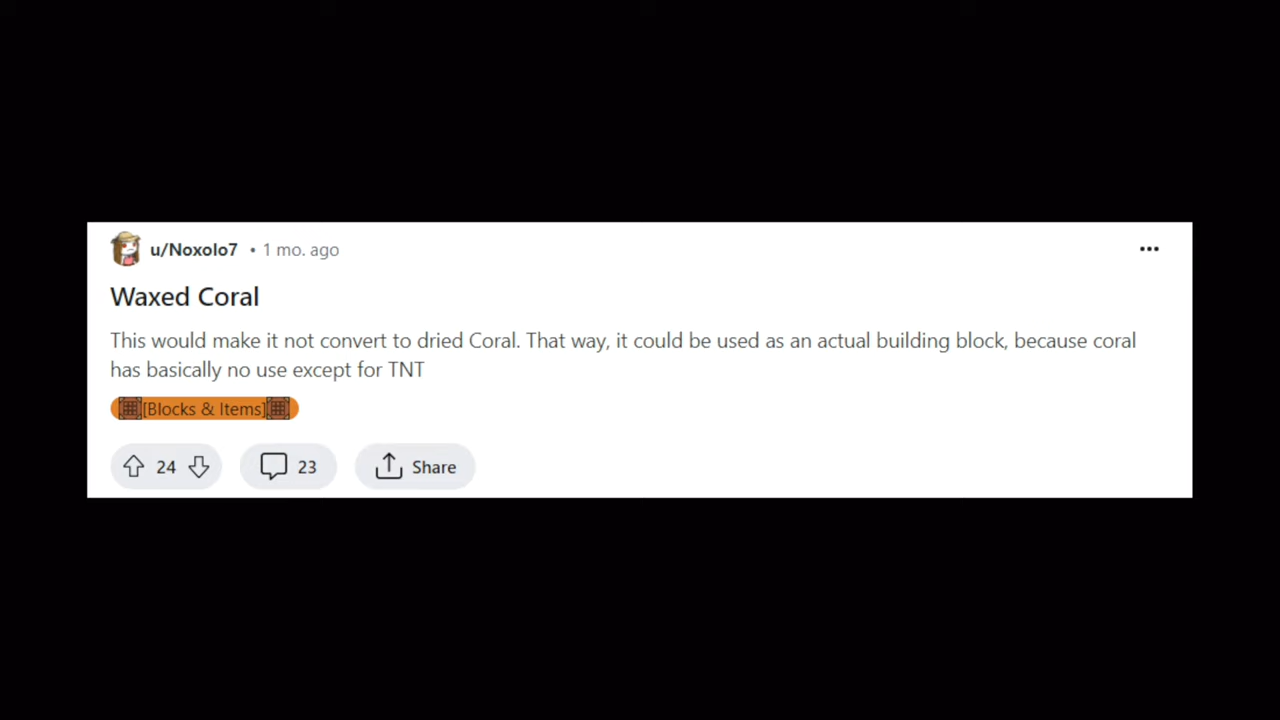 u/Noxolo7 • 1 mo. ago
Waxed Coral
This would make it not convert to dried Coral. That way, it could be used as an actual building block, because coral
has basically no use except for TNT
[Blocks & Items]
24 23 Share